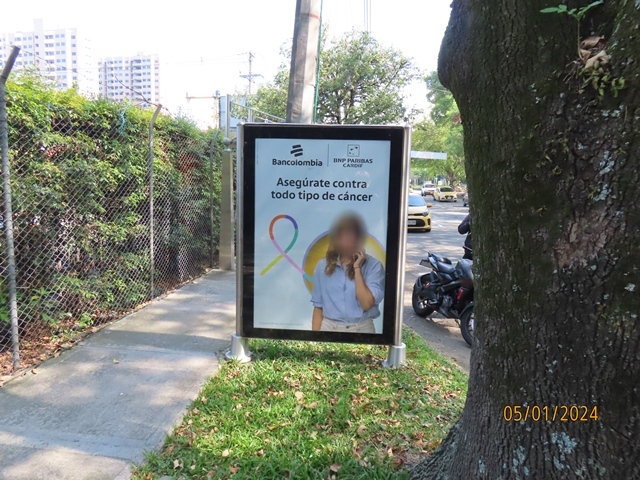 Bancolombia
BNP PARIBAS
CARDIF
Asegúrate contra
todo tipo de cáncer
05/01/2024